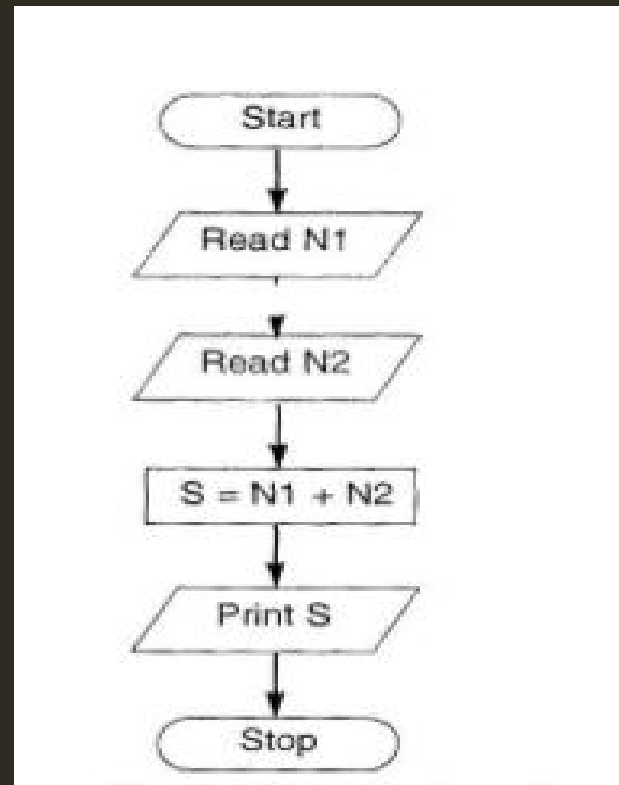 Start
Read N1
Read N2
S = N1 + N2
Print S
Stop